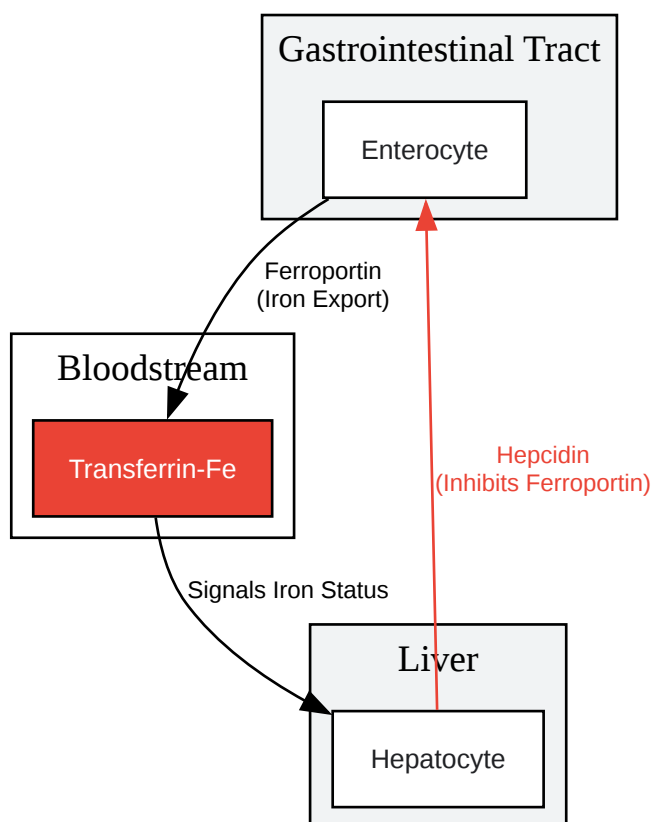 Gastrointestinal Tract
Enterocyte
Ferroportin
(Iron Export)
Bloodstream
Transferrin-Fe
Hepcidin
(Inhibits Ferroportin)
Signals Iron Status
Liver
Hepatocyte